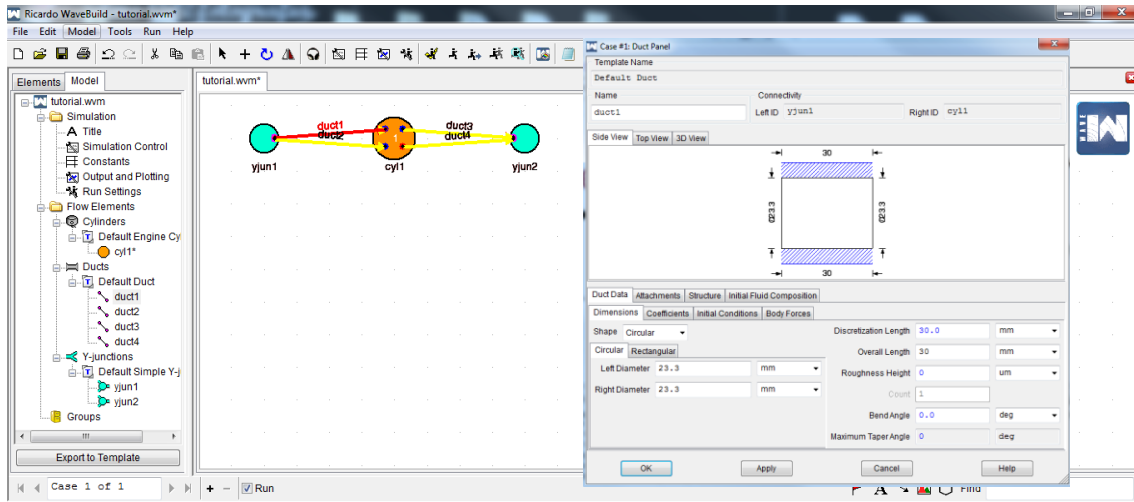 Ricardo WaveBuild - tutorial.wvm*
File Edit Model Tools Run Help
Elements Model
tutorial.wvm
Simulation
A Title
Simulation Control
Constants
Output and Plotting
Run Settings
Flow Elements
Cylinders
T Default Engine Cy
cyl1*
Ducts
T Default Duct
duct1
duct2
duct3
duct4
Y-junctions
T Default Simple Y-j
yjun1
yjun2
Groups
Export to Template
Case 1 of 1
+ - Run
Find
tutorial.wvm*
duct1 duct3
duct2 1 duct4
yjun1 cyl1 yjun2
WAVE
Case #1: Duct Panel
Template Name
Default Duct
Name Connectivity
duct1 Left ID yjun1 Right ID cyl1
Side View Top View 3D View
30
23.3 23.3
30
Duct Data Attachments Structure Initial Fluid Composition
Dimensions Coefficients Initial Conditions Body Forces
Shape Circular Discretization Length 30.0 mm
Circular Rectangular Overall Length 30 mm
Left Diameter 23.3 mm Roughness Height 0 um
Right Diameter 23.3 mm Count 1
Bend Angle 0.0 deg
Maximum Taper Angle 0 deg
OK Apply Cancel Help